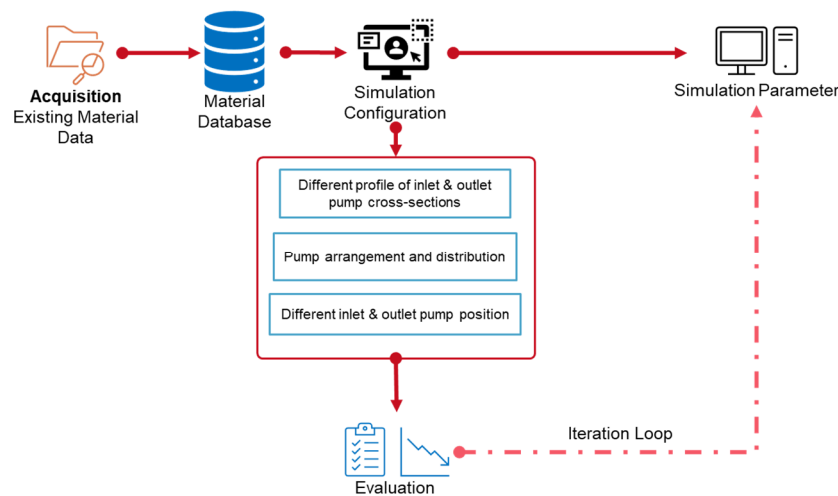 Acquisition
Existing Material
Data
Material
Database
Simulation
Configuration
Simulation Parameter
Different profile of inlet & outlet
pump cross-sections
Pump arrangement and distribution
Different inlet & outlet pump position
Iteration Loop
Evaluation